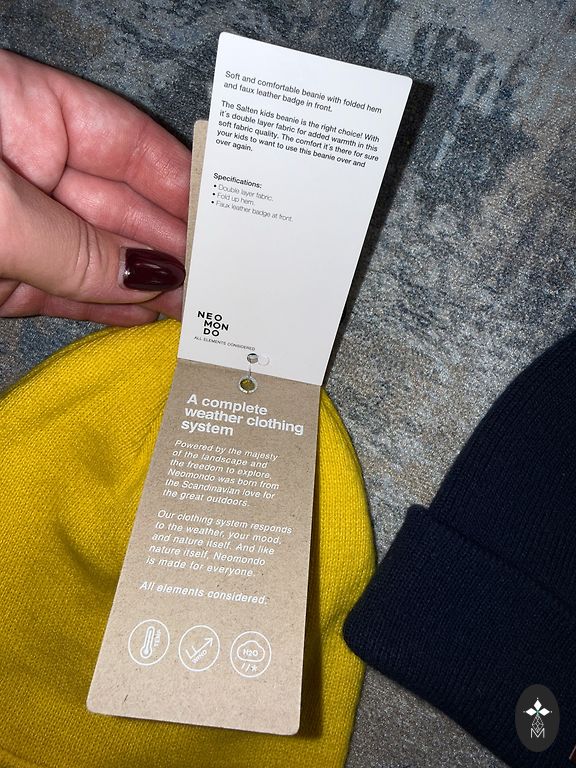 Soft and comfortable beanie with folded hem
and faux leather badge in front.
The Salten kids beanie is the right choice! With
it´s double layer fabric for added warmth in this
soft fabric quality. The comfort it´s there for sure
your kids to want to use this beanie over and
over again.
Specifications:
• Double layer fabric.
• Fold up hem.
• Faux leather badge at front.
NEO
MON
DO
ALL ELEMENTS CONSIDERED
A complete
weather clothing
system
Powered by the majesty
of the landscape and
the freedom to explore,
Neomondo was born from
the Scandinavian love for
the great outdoors.
Our clothing system responds
to the weather, your mood,
and nature itself. And like
nature itself, Neomondo
is made for everyone.
All elements considered.
TEMP
WIND
H2O
M